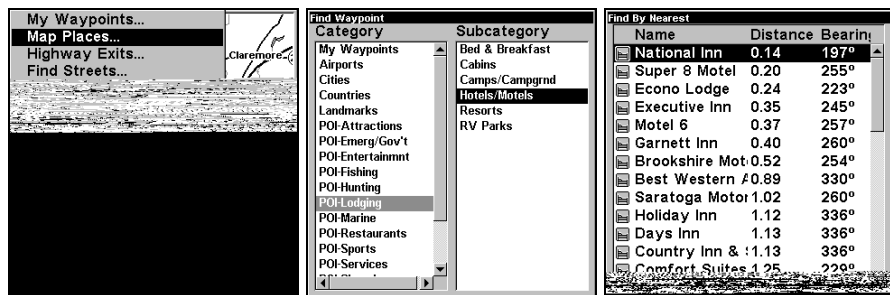 My Waypoints...
Map Places...
Highway Exits...
Find Streets...
Claremore
Find Waypoint
Category
My Waypoints
Airports
Cities
Countries
Landmarks
POI-Attractions
POI-Emerg/Gov't
POI-Entertainmnt
POI-Fishing
POI-Hunting
POI-Lodging
POI-Marine
POI-Restaurants
POI-Sports
POI-Services
Subcategory
Bed & Breakfast
Cabins
Camps/Campgrnd
Hotels/Motels
Resorts
RV Parks
Find By Nearest
Name Distance Bearing
National Inn 0.14 197º
Super 8 Motel 0.20 255º
Econo Lodge 0.24 223º
Executive Inn 0.35 245º
Motel 6 0.37 257º
Garnett Inn 0.40 260º
Brookshire Mot 0.52 254º
Best Western 0.89 330º
Saratoga Motor 1.02 260º
Holiday Inn 1.12 336º
Days Inn 1.13 336º
Country Inn & 1.13 336º
Comfort Suites 1.25 229º